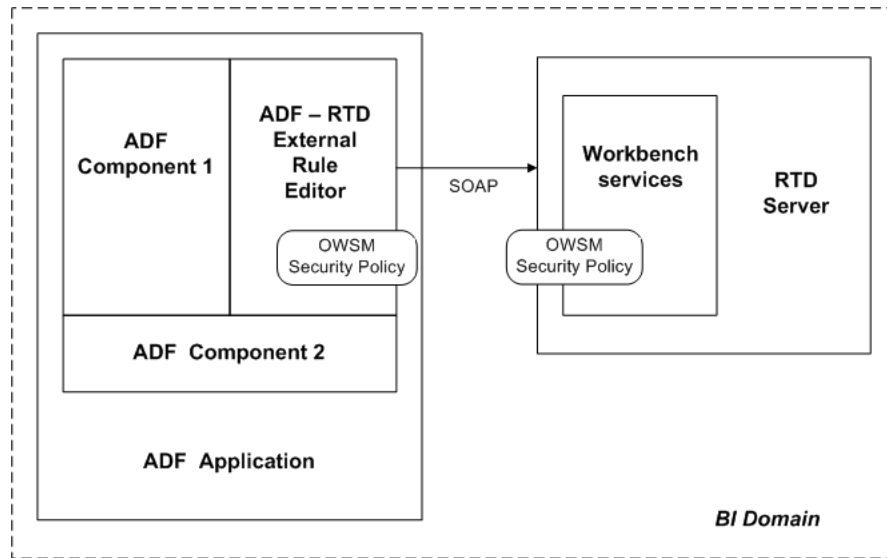 ADF
Component 1
ADF – RTD
External
Rule
Editor
OWSM
Security Policy
ADF Component 2
ADF Application
SOAP
Workbench
services
OWSM
Security Policy
RTD
Server
BI Domain